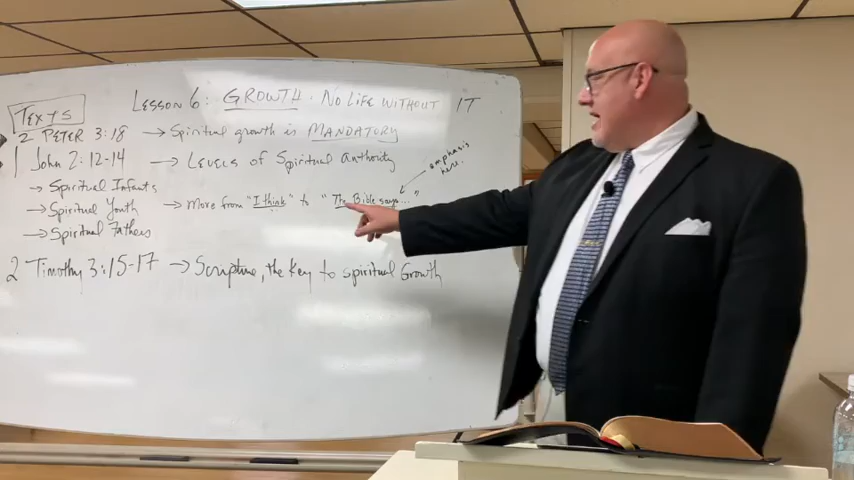 Lesson 6: GROWTH. No Life Without IT
TEXTS
2 PETER 3:18 → Spiritual growth is MANDATORY
1 John 2:12-14 → Levels of Spiritual Authority
emphasis here.
→ Spiritual Infants
→ Spiritual Youth → More from "I think" to "The Bible says..."
→ Spiritual Fathers
2 Timothy 3:15-17 → Scripture, the Key to spiritual Growth